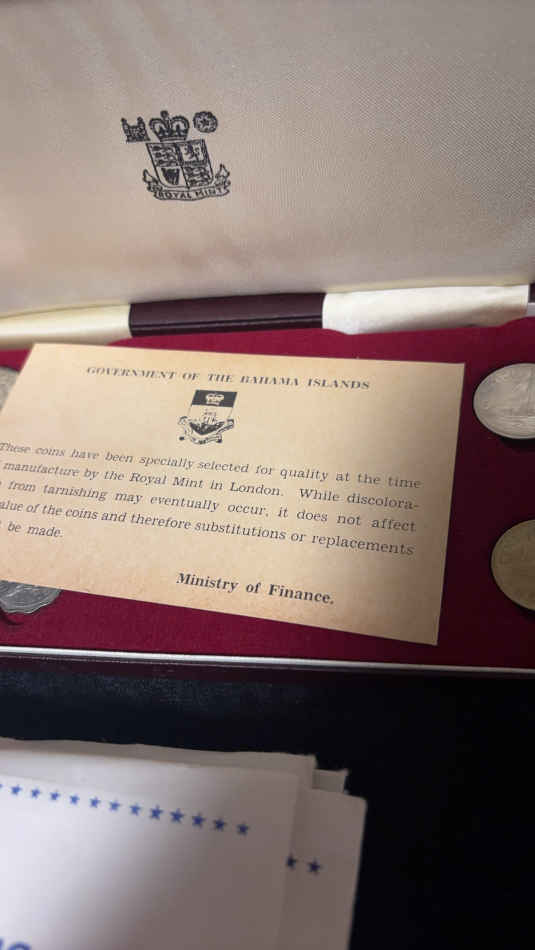 ROYAL MINT
GOVERNMENT OF THE BAHAMA ISLANDS
These coins have been specially selected for quality at the time
manufacture by the Royal Mint in London. While discolora-
from tarnishing may eventually occur, it does not affect
value of the coins and therefore substitutions or replacements
be made.
Ministry of Finance.